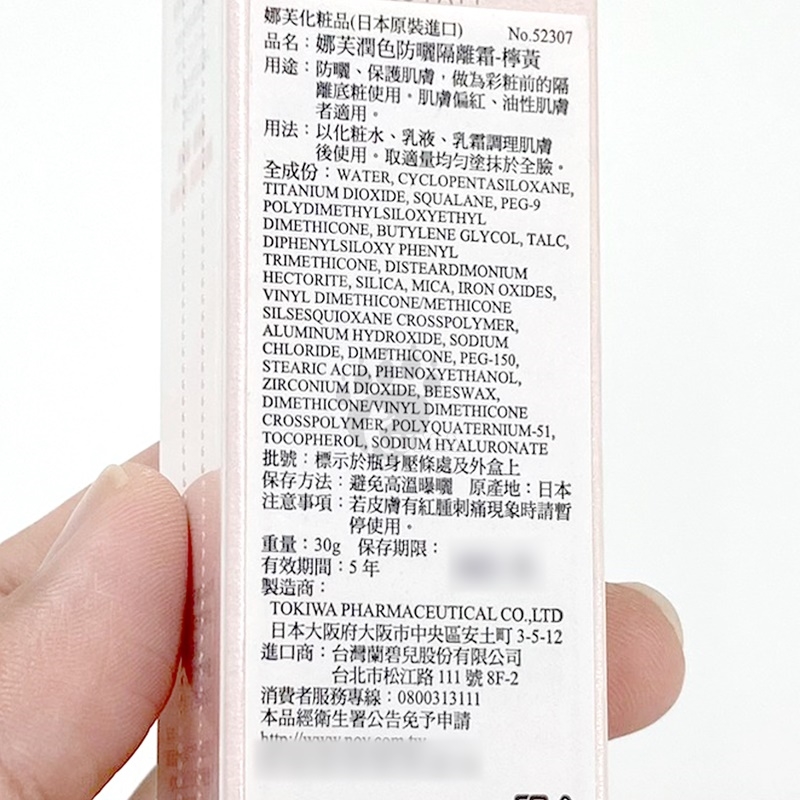 娜芙化粧品(日本原裝進口) No.52307
品名：娜芙潤色防曬隔離霜-檸黃
用途：防曬、保護肌膚，做為彩粧前的隔
離底粧使用。肌膚偏紅、油性肌膚
者適用。
用法：以化粧水、乳液、乳霜調理肌膚
後使用。取適量均勻塗抹於全臉。
全成份：WATER, CYCLOPENTASILOXANE,
TITANIUM DIOXIDE, SQUALANE, PEG-9
POLYDIMETHYLSILOXYETHYL
DIMETHICONE, BUTYLENE GLYCOL, TALC,
DIPHENYLSILOXY PHENYL
TRIMETHICONE, DISTEARDIMONIUM
HECTORITE, SILICA, MICA, IRON OXIDES,
VINYL DIMETHICONE/METHICONE
SILSESQUIOXANE CROSSPOLYMER,
ALUMINUM HYDROXIDE, SODIUM
CHLORIDE, DIMETHICONE, PEG-150,
STEARIC ACID, PHENOXYETHANOL,
ZIRCONIUM DIOXIDE, BEESWAX,
DIMETHICONE/VINYL DIMETHICONE
CROSSPOLYMER, POLYQUATERNIUM-51,
TOCOPHEROL, SODIUM HYALURONATE
批號：標示於瓶身壓條處及外盒上
保存方法：避免高溫曝曬 原產地：日本
注意事項：若皮膚有紅腫刺痛現象時請暫
停使用。
重量：30g 保存期限：
有效期間：5 年
製造商：
TOKIWA PHARMACEUTICAL CO.,LTD
日本大阪府大阪市中央區安土町 3-5-12
進口商：台灣蘭碧兒股份有限公司
台北市松江路 111 號 8F-2
消費者服務專線：0800313111
本品經衛生署公告免予申請